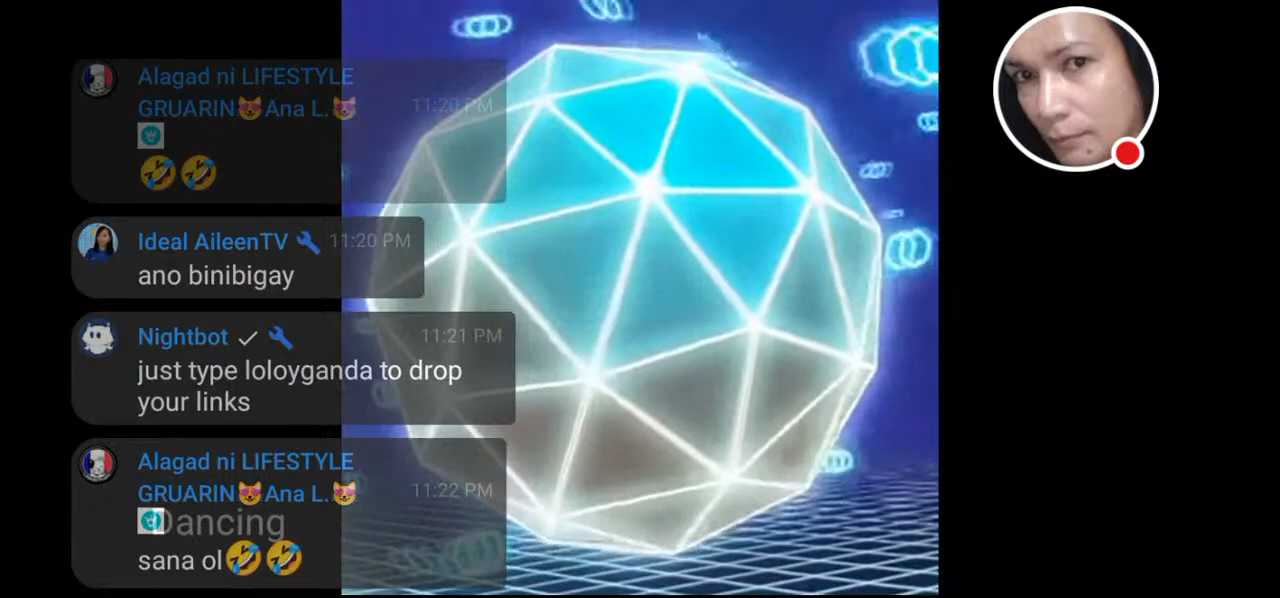 Alagad ni LIFESTYLE
GRUARIN😻Ana L.😻 11:20 PM
🤣🤣
Ideal AileenTV 11:20 PM
ano binibigay
Nightbot 11:21 PM
just type loloyganda to drop
your links
Alagad ni LIFESTYLE
GRUARIN😻Ana L.😻 11:22 PM
Dancing
sana ol🤣🤣